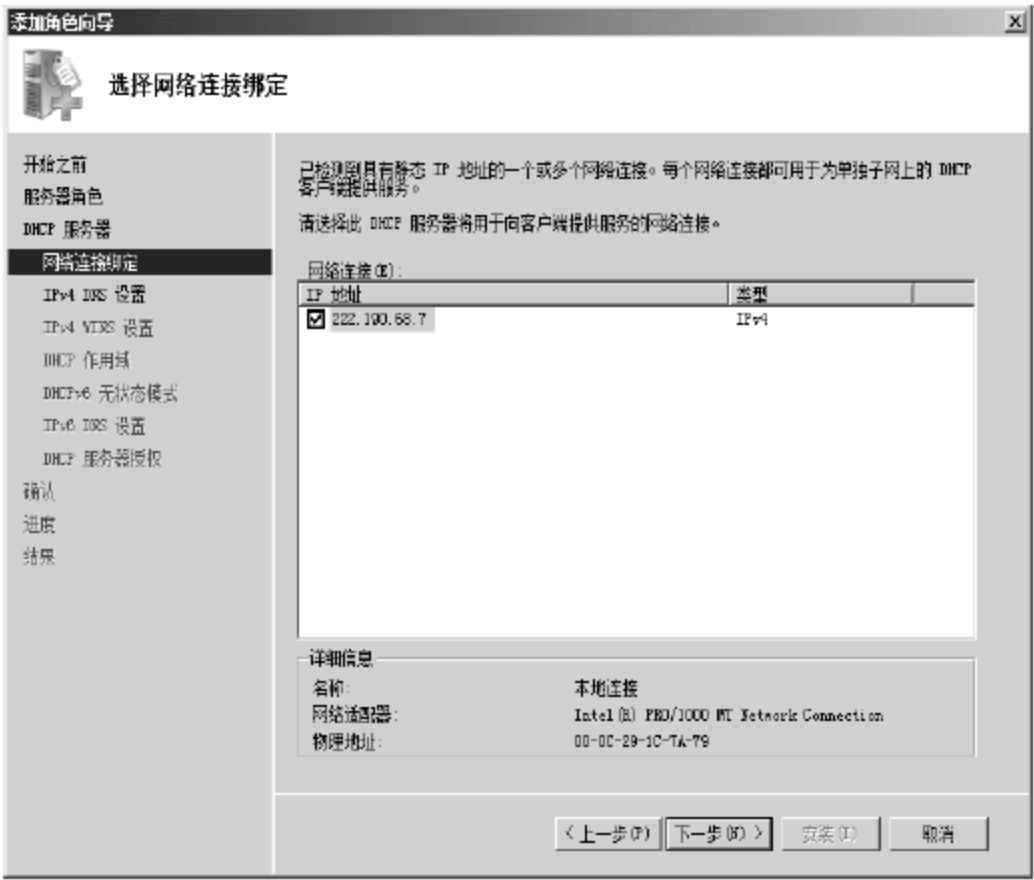 添加角色向导
选择网络连接绑定
开始之前
服务器角色
DHCP 服务器
网络连接绑定
IPv4 DNS 设置
IPv4 WINS 设置
DHCP 作用域
DHCPv6 无状态模式
IPv6 DNS 设置
DHCP 服务器授权
确认
进度
结果
已检测到具有静态 IP 地址的一个或多个网络连接。每个网络连接都可用于为单独子网上的 DHCP
客户端提供服务。
请选择此 DHCP 服务器将用于向客户端提供服务的网络连接。
网络连接(E):
IP 地址 类型
222.190.68.7 IPv4
详细信息
名称: 本地连接
网络适配器: Intel(R) PRO/1000 MT Network Connection
物理地址: 00-0C-29-1C-7A-79
< 上一步(P) 下一步(N) > 安装(I) 取消